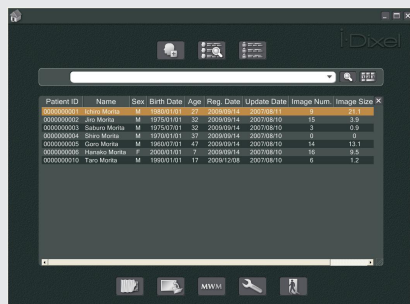 i-Dixel
Patient ID Name Sex Birth Date Age Reg. Date Update Date Image Num. Image Size
0000000001 Ichiro Morita M 1980/01/01 27 2009/09/14 2007/08/11 9 21.1
0000000002 Jiro Morita M 1975/01/01 32 2009/09/14 2007/08/10 15 3.9
0000000003 Saburo Morita M 1975/01/01 32 2009/09/14 2007/08/10 3 0.9
0000000004 Shiro Morita M 1970/01/01 37 2009/09/14 2007/08/10 0 0
0000000005 Goro Morita M 1960/07/01 47 2009/09/14 2007/08/10 14 13.1
0000000006 Hanako Morita F 2000/01/01 7 2009/09/14 2007/08/10 16 9.5
0000000010 Taro Morita M 1990/01/01 17 2009/12/08 2007/08/10 6 1.2
MWM